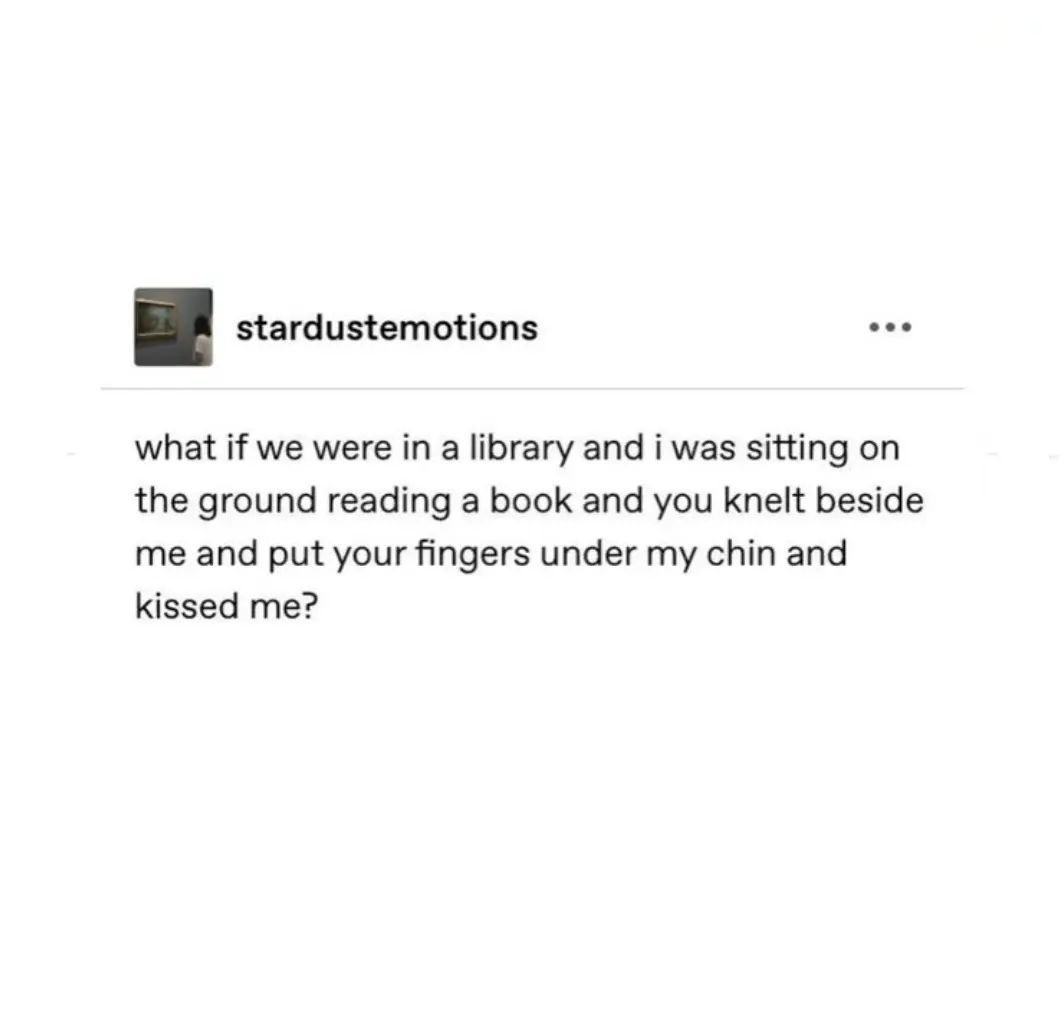 stardustemotions
what if we were in a library and i was sitting on
the ground reading a book and you knelt beside
me and put your fingers under my chin and
kissed me?